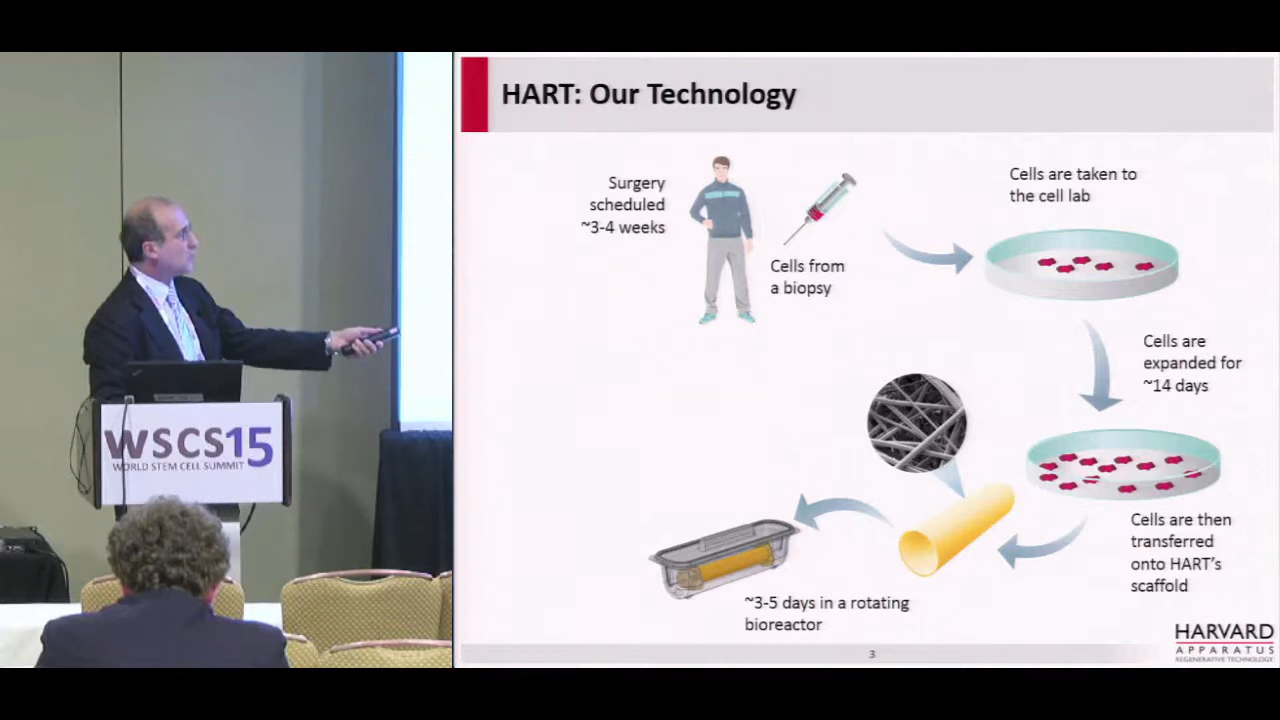 HART: Our Technology
Surgery
scheduled
~3-4 weeks
Cells from
a biopsy
Cells are taken to
the cell lab
Cells are
expanded for
~14 days
Cells are then
transferred
onto HART's
scaffold
~3-5 days in a rotating
bioreactor
3
HARVARD
APPARATUS
REGENERATIVE TECHNOLOGY
WSCS15
WORLD STEM CELL SUMMIT